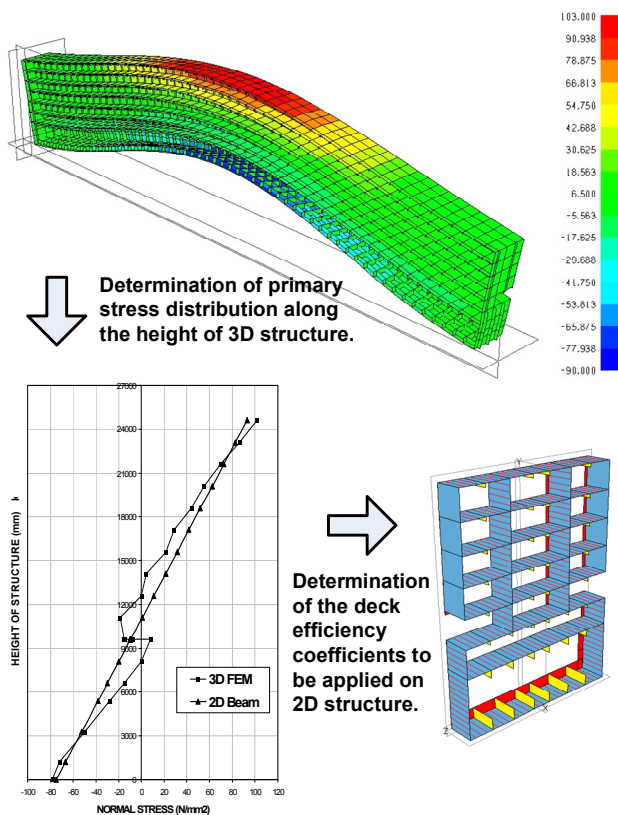 103.000
90.938
78.875
66.813
54.750
42.688
30.625
18.563
6.500
-5.563
-17.625
-29.688
-41.750
-53.813
-65.875
-77.938
-90.000
Determination of primary
stress distribution along
the height of 3D structure.
HEIGHT OF STRUCTURE (mm)
27000
24000
21000
18000
15000
12000
9000
6000
3000
0
3D FEM
2D Beam
-100 -80 -60 -40 -20 0 20 40 60 80 100 120
NORMAL STRESS (N/mm2)
Determination
of the deck
efficiency
coefficients to
be applied on
2D structure.
Y
Z
X